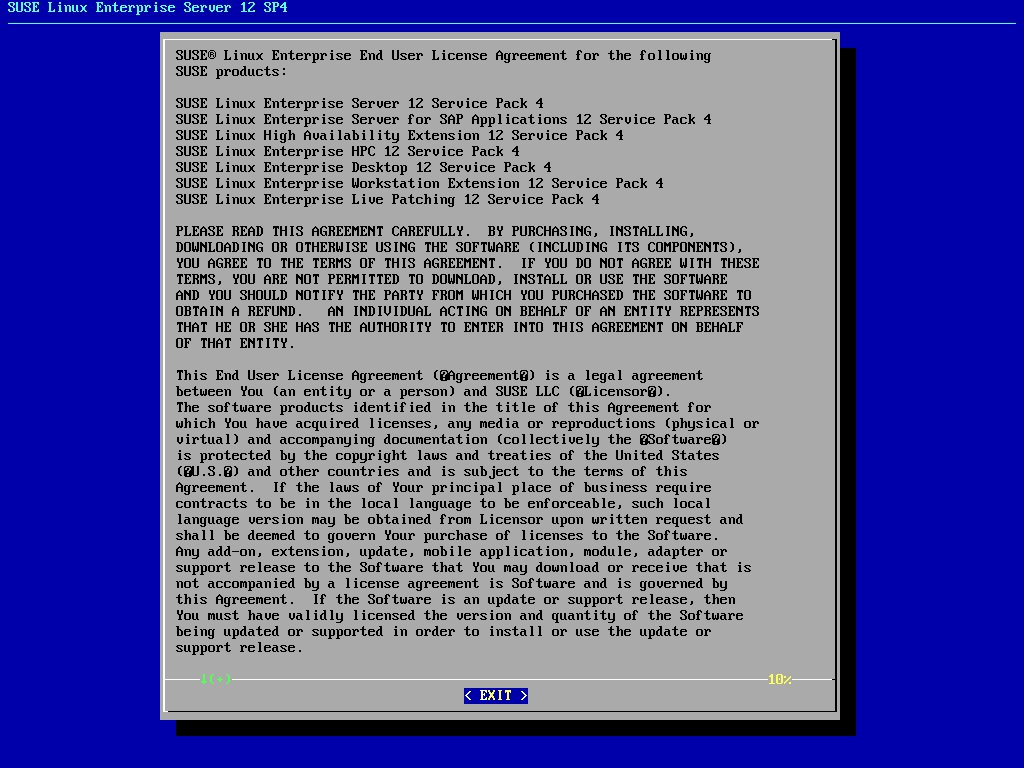 SUSE Linux Enterprise Server 12 SP4
SUSE® Linux Enterprise End User License Agreement for the following
SUSE products:
SUSE Linux Enterprise Server 12 Service Pack 4
SUSE Linux Enterprise Server for SAP Applications 12 Service Pack 4
SUSE Linux High Availability Extension 12 Service Pack 4
SUSE Linux Enterprise HPC 12 Service Pack 4
SUSE Linux Enterprise Desktop 12 Service Pack 4
SUSE Linux Enterprise Workstation Extension 12 Service Pack 4
SUSE Linux Enterprise Live Patching 12 Service Pack 4
PLEASE READ THIS AGREEMENT CAREFULLY.  BY PURCHASING, INSTALLING,
DOWNLOADING OR OTHERWISE USING THE SOFTWARE (INCLUDING ITS COMPONENTS),
YOU AGREE TO THE TERMS OF THIS AGREEMENT.  IF YOU DO NOT AGREE WITH THESE
TERMS, YOU ARE NOT PERMITTED TO DOWNLOAD, INSTALL OR USE THE SOFTWARE
AND YOU SHOULD NOTIFY THE PARTY FROM WHICH YOU PURCHASED THE SOFTWARE TO
OBTAIN A REFUND.   AN INDIVIDUAL ACTING ON BEHALF OF AN ENTITY REPRESENTS
THAT HE OR SHE HAS THE AUTHORITY TO ENTER INTO THIS AGREEMENT ON BEHALF
OF THAT ENTITY.
This End User License Agreement (�Agreement�) is a legal agreement
between You (an entity or a person) and SUSE LLC (�Licensor�).
The software products identified in the title of this Agreement for
which You have acquired licenses, any media or reproductions (physical or
virtual) and accompanying documentation (collectively the �Software�)
is protected by the copyright laws and treaties of the United States
(�U.S.�) and other countries and is subject to the terms of this
Agreement.  If the laws of Your principal place of business require
contracts to be in the local language to be enforceable, such local
language version may be obtained from Licensor upon written request and
shall be deemed to govern Your purchase of licenses to the Software.
Any add-on, extension, update, mobile application, module, adapter or
support release to the Software that You may download or receive that is
not accompanied by a license agreement is Software and is governed by
this Agreement.  If the Software is an update or support release, then
You must have validly licensed the version and quantity of the Software
being updated or supported in order to install or use the update or
support release.
↓(+) 10%
< EXIT >